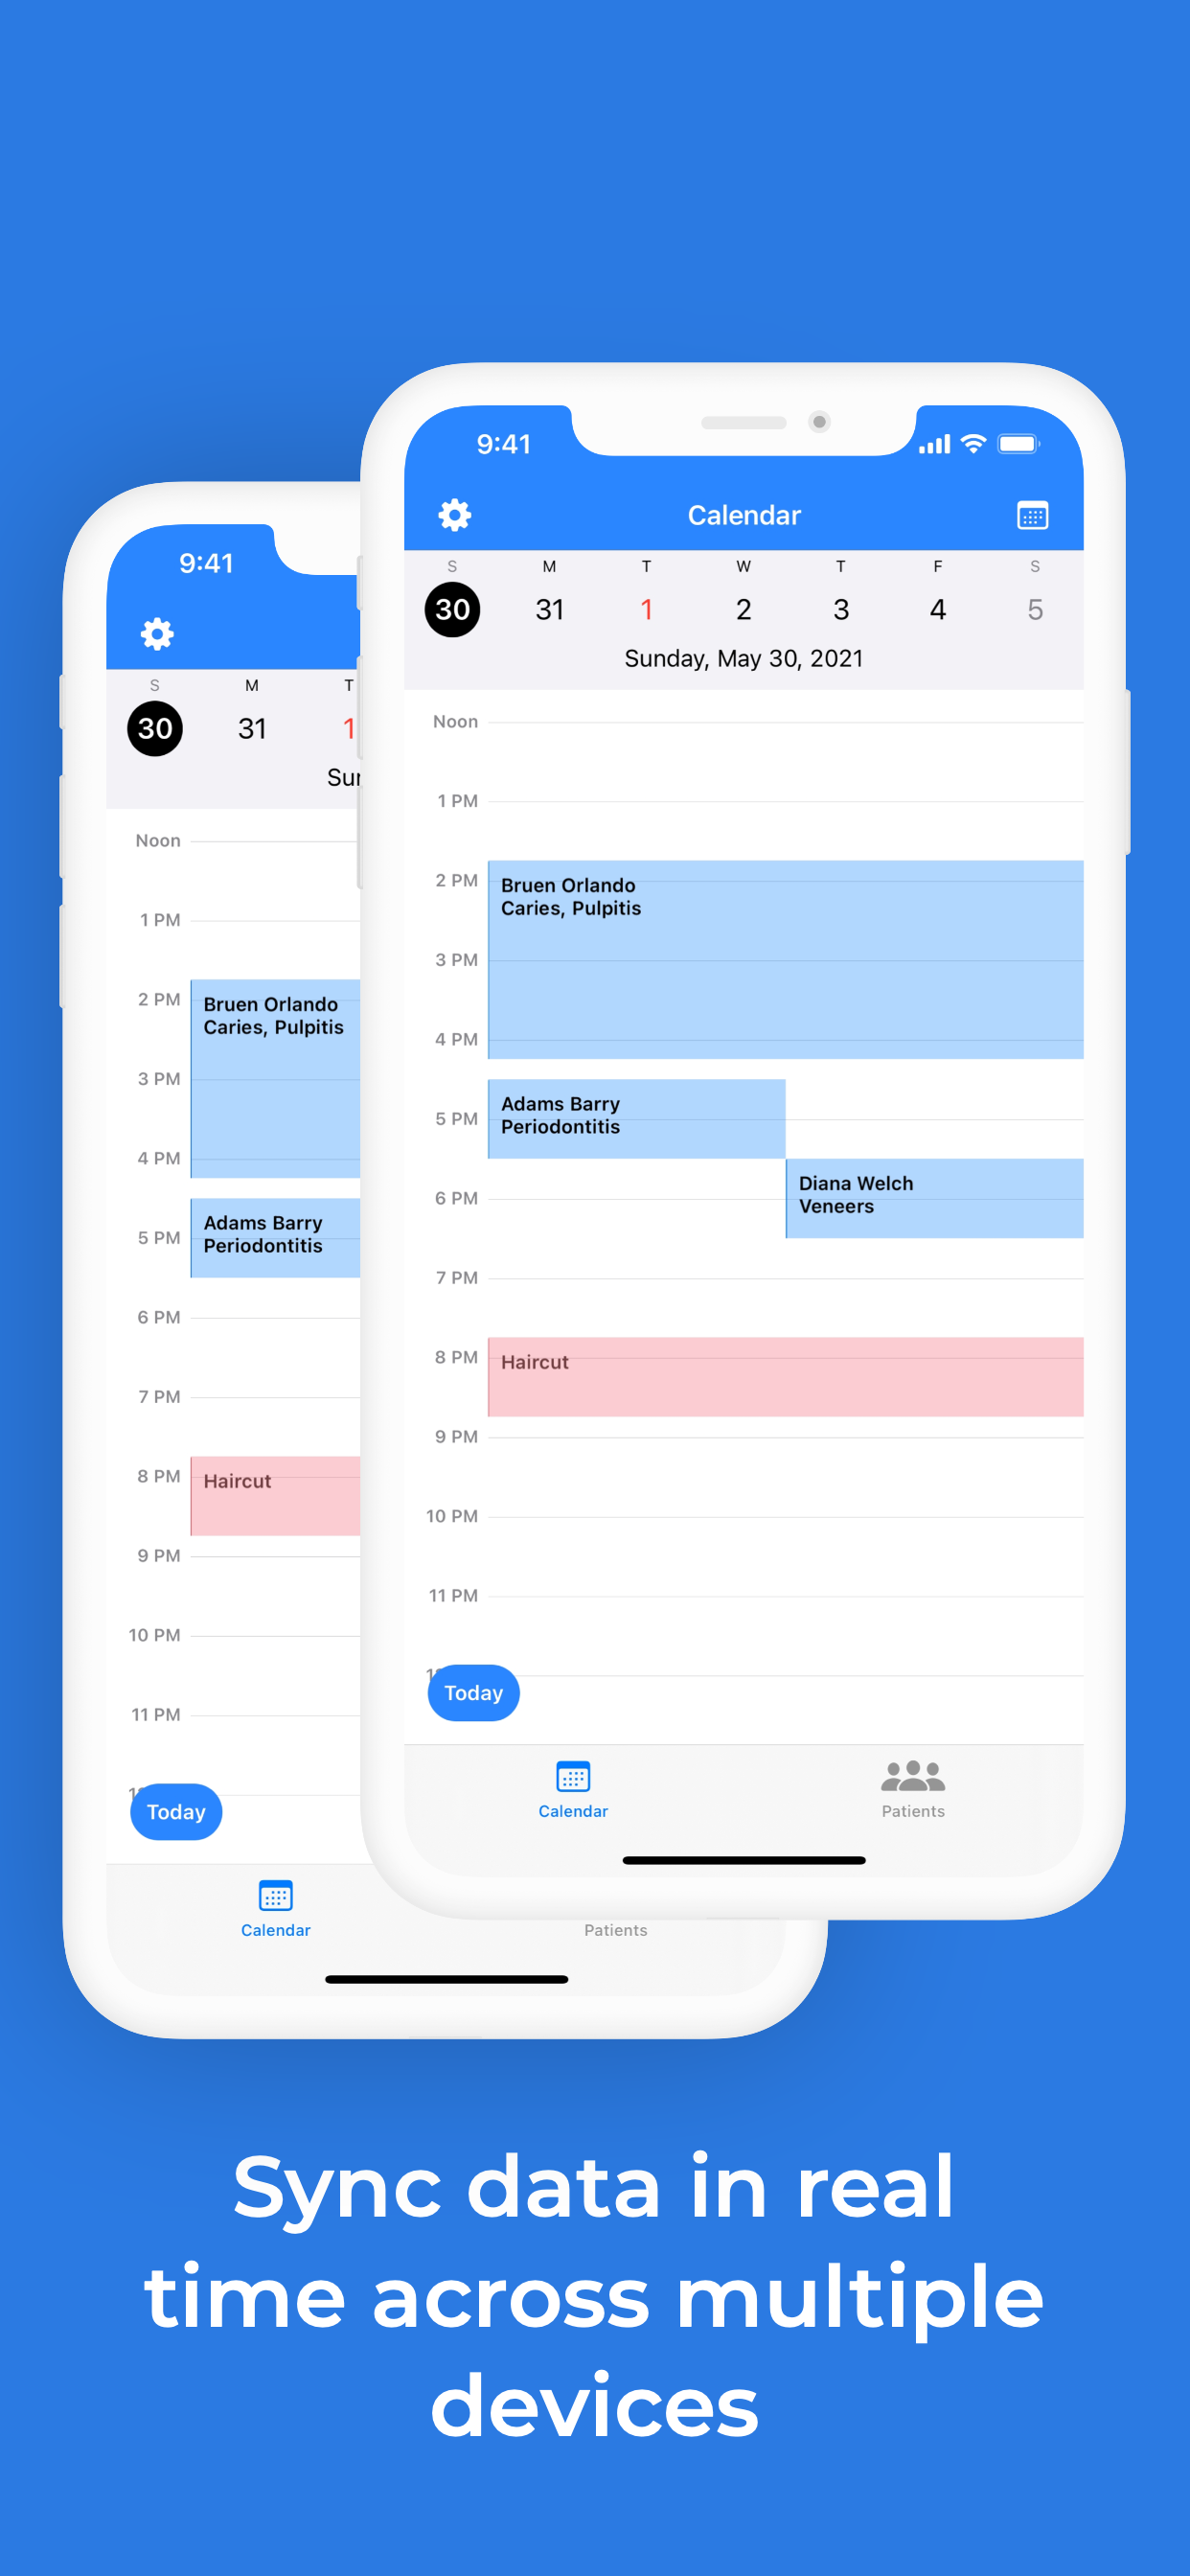 9:41
Calendar
S M T W T F S
30 31 1 2 3 4 5
Sunday, May 30, 2021
Noon
1 PM
2 PM
Bruen Orlando
Caries, Pulpitis
3 PM
4 PM
Adams Barry
5 PM
Periodontitis
Diana Welch
6 PM
Veneers
7 PM
8 PM
Haircut
9 PM
10 PM
11 PM
Today
Calendar Patients
9:41
S M T
30 31 1
Noon
1 PM
2 PM
Bruen Orlando
Caries, Pulpitis
3 PM
4 PM
Adams Barry
5 PM
Periodontitis
6 PM
7 PM
8 PM
Haircut
9 PM
10 PM
11 PM
Today
Calendar Patients
Sync data in real
time across multiple
devices